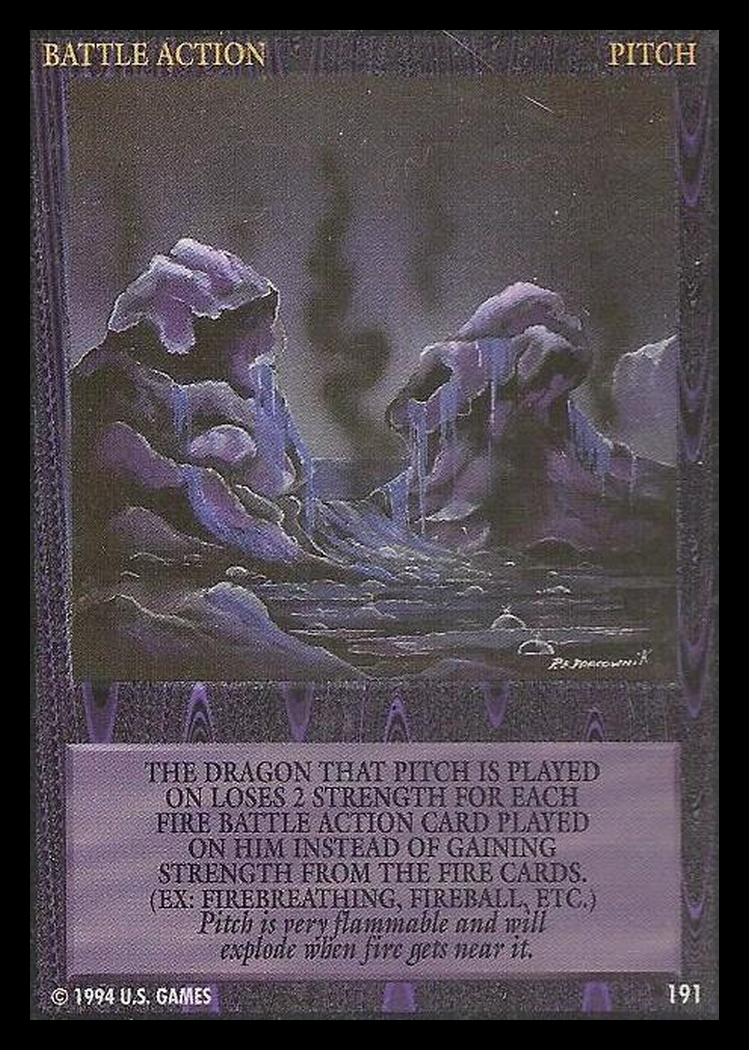 BATTLE ACTION PITCH
THE DRAGON THAT PITCH IS PLAYED
ON LOSES 2 STRENGTH FOR EACH
FIRE BATTLE ACTION CARD PLAYED
ON HIM INSTEAD OF GAINING
STRENGTH FROM THE FIRE CARDS.
(EX: FIREBREATHING, FIREBALL, ETC.)
Pitch is very flammable and will
explode when fire gets near it.
© 1994 U.S. GAMES 191